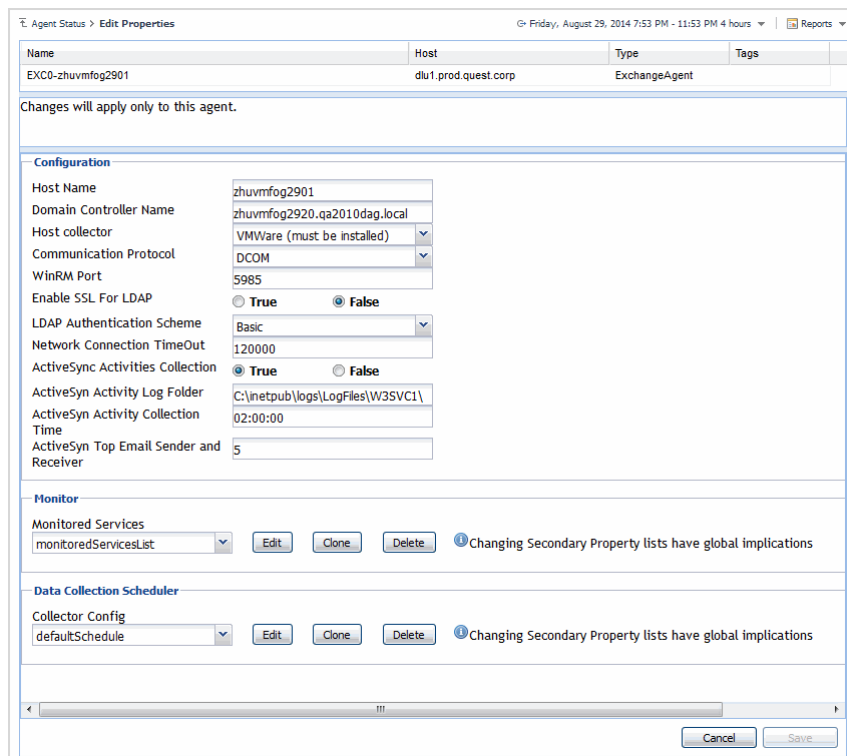 Agent Status > Edit Properties
Friday, August 29, 2014 7:53 PM - 11:53 PM 4 hours
Reports
Name Host Type Tags
EXC0-zhuvmfog2901 dlu1.prod.quest.corp ExchangeAgent
Changes will apply only to this agent.
Configuration
Host Name zhuvmfog2901
Domain Controller Name zhuvmfog2920.qa2010dag.local
Host collector VMWare (must be installed)
Communication Protocol DCOM
WinRM Port 5985
Enable SSL For LDAP True False
LDAP Authentication Scheme Basic
Network Connection TimeOut 120000
ActiveSync Activities Collection True False
ActiveSyn Activity Log Folder C:\inetpub\logs\LogFiles\W3SVC1\
ActiveSyn Activity Collection Time 02:00:00
ActiveSyn Top Email Sender and Receiver 5
Monitor
Monitored Services
monitoredServicesList Edit Clone Delete Changing Secondary Property lists have global implications
Data Collection Scheduler
Collector Config
defaultSchedule Edit Clone Delete Changing Secondary Property lists have global implications
Cancel Save